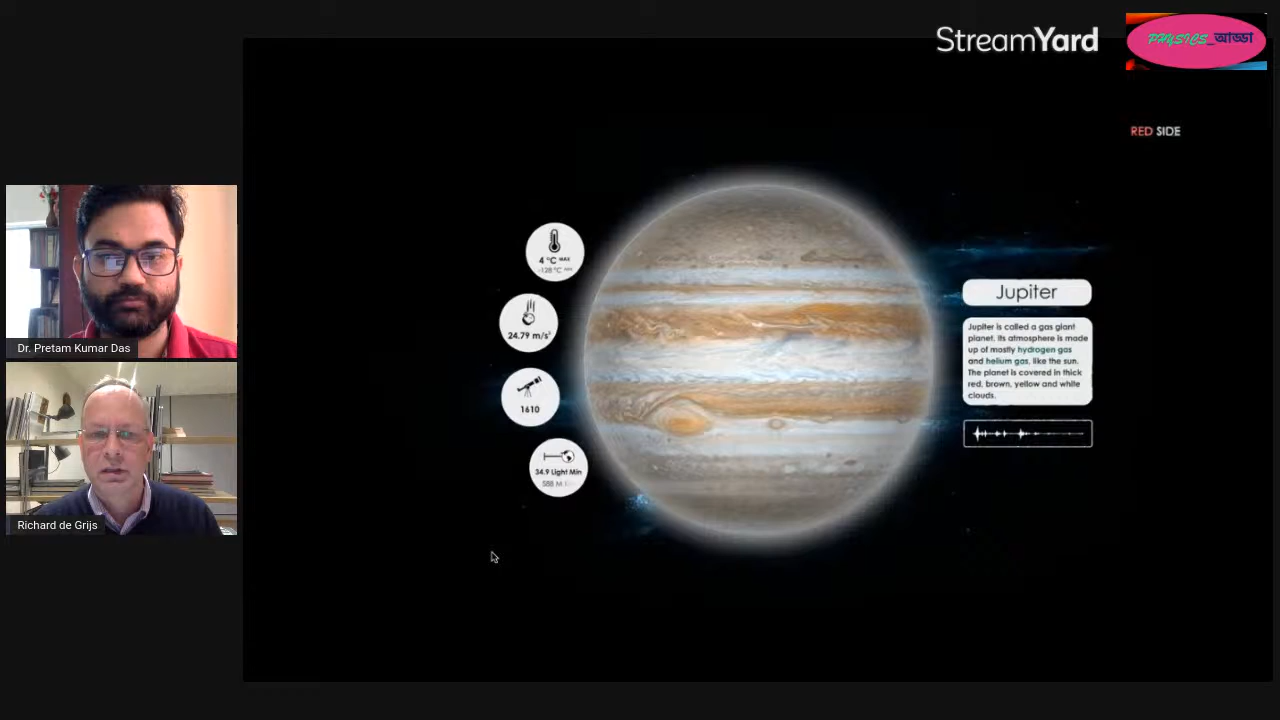 StreamYard
PHYSICS_আড্ডা
RED SIDE
4 °C MAX
-128 °C
24.79 m/s²
1610
34.9 Light Min
588 M
Jupiter
Jupiter is called a gas giant
planet. Its atmosphere is made
up of mostly hydrogen gas
and helium gas, like the sun.
The planet is covered in thick
red, brown, yellow and white
clouds.
Dr. Pretam Kumar Das
Richard de Grijs